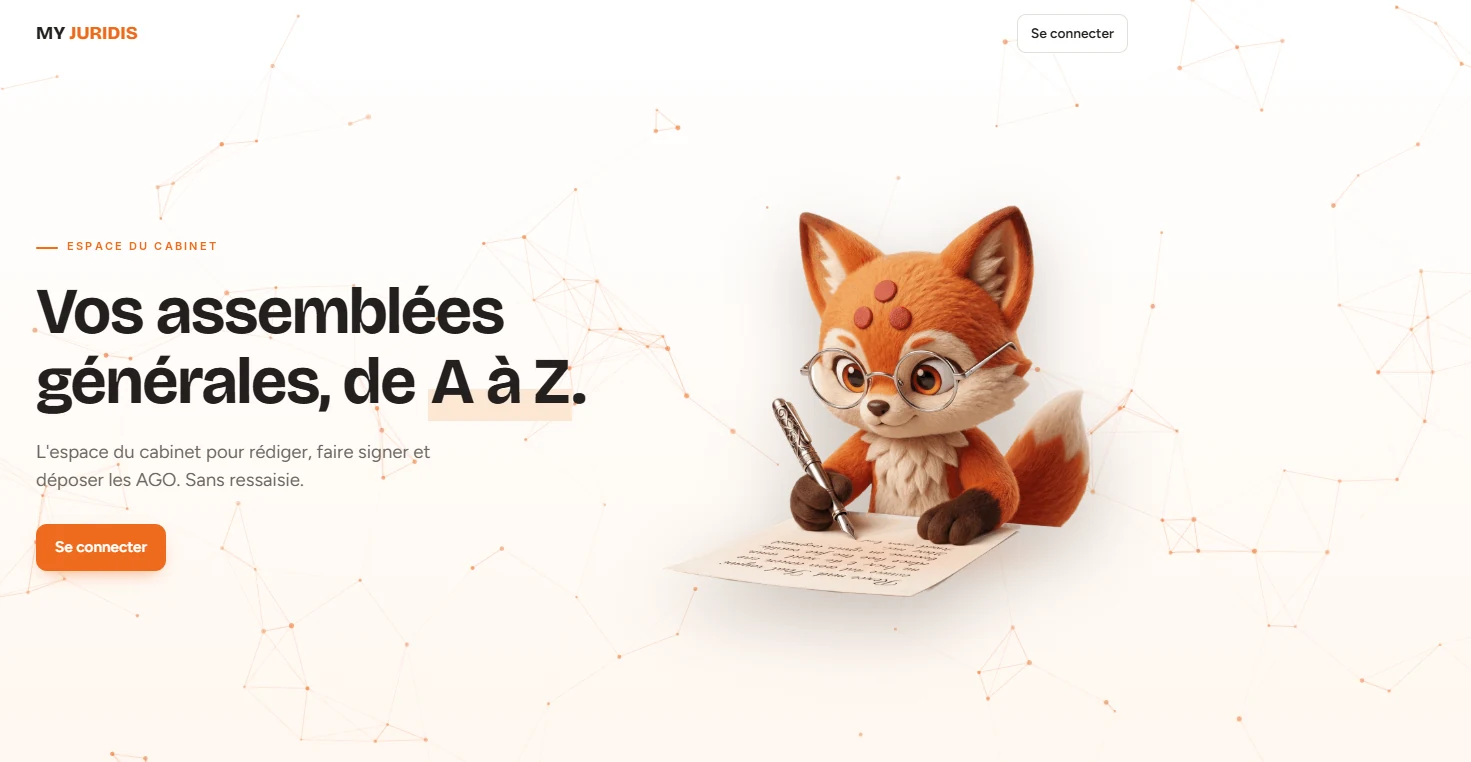 MY JURIDIS
Se connecter
ESPACE DU CABINET
Vos assemblées
générales, de A à Z.
L'espace du cabinet pour rédiger, faire signer et
déposer les AGO. Sans ressaisie.
Se connecter